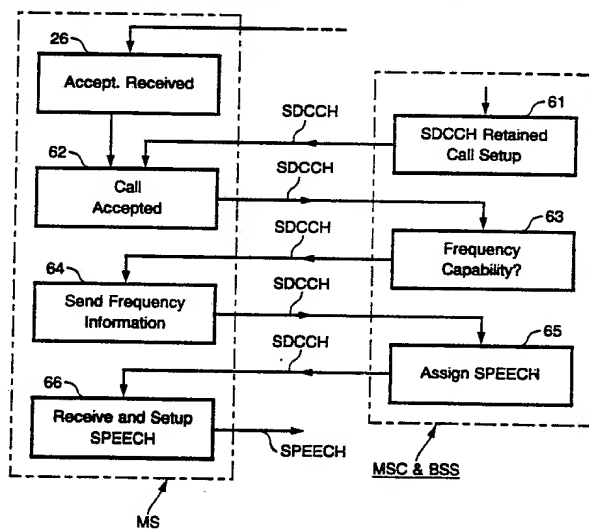 26
Accept. Received
61
SDCCH
SDCCH Retained
Call Setup
62
Call
Accepted
SDCCH
63
SDCCH
Frequency
Capability?
64
Send Frequency
Information
SDCCH
65
SDCCH
Assign SPEECH
66
Receive and Setup
SPEECH
SPEECH
MSC & BSS
MS